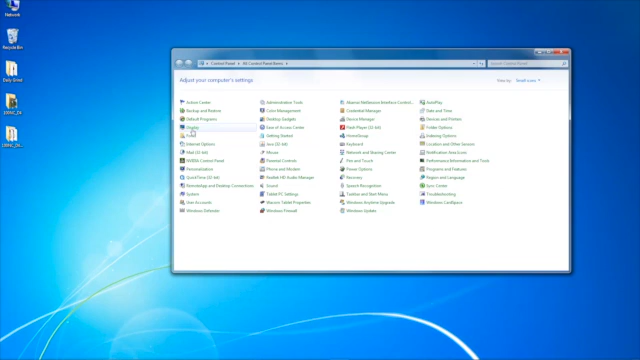 Network
Recycle Bin
Daily Grind
Control Panel ▸ All Control Panel Items ▸
Search Control Panel
Adjust your computer's settings
View by: Small icons
Action Center
Administrative Tools
AutoPlay
Backup and Restore
Color Management
Credential Manager
Date and Time
Default Programs
Desktop Gadgets
Device Manager
Devices and Printers
Display
Ease of Access Center
Flash Player (32-bit)
Folder Options
Fonts
Getting Started
HomeGroup
Indexing Options
Internet Options
Java (32-bit)
Keyboard
Location and Other Sensors
Mail (32-bit)
Mouse
Network and Sharing Center
Notification Area Icons
NVIDIA Control Panel
Parental Controls
Pen and Touch
Performance Information and Tools
Personalization
Phone and Modem
Power Options
Programs and Features
QuickTime (32-bit)
Realtek HD Audio Manager
Recovery
Region and Language
RemoteApp and Desktop Connections
Sound
Speech Recognition
Sync Center
System
Tablet PC Settings
Taskbar and Start Menu
Troubleshooting
User Accounts
Wacom Tablet Properties
Windows Anytime Upgrade
Windows CardSpace
Windows Defender
Windows Firewall
Windows Update